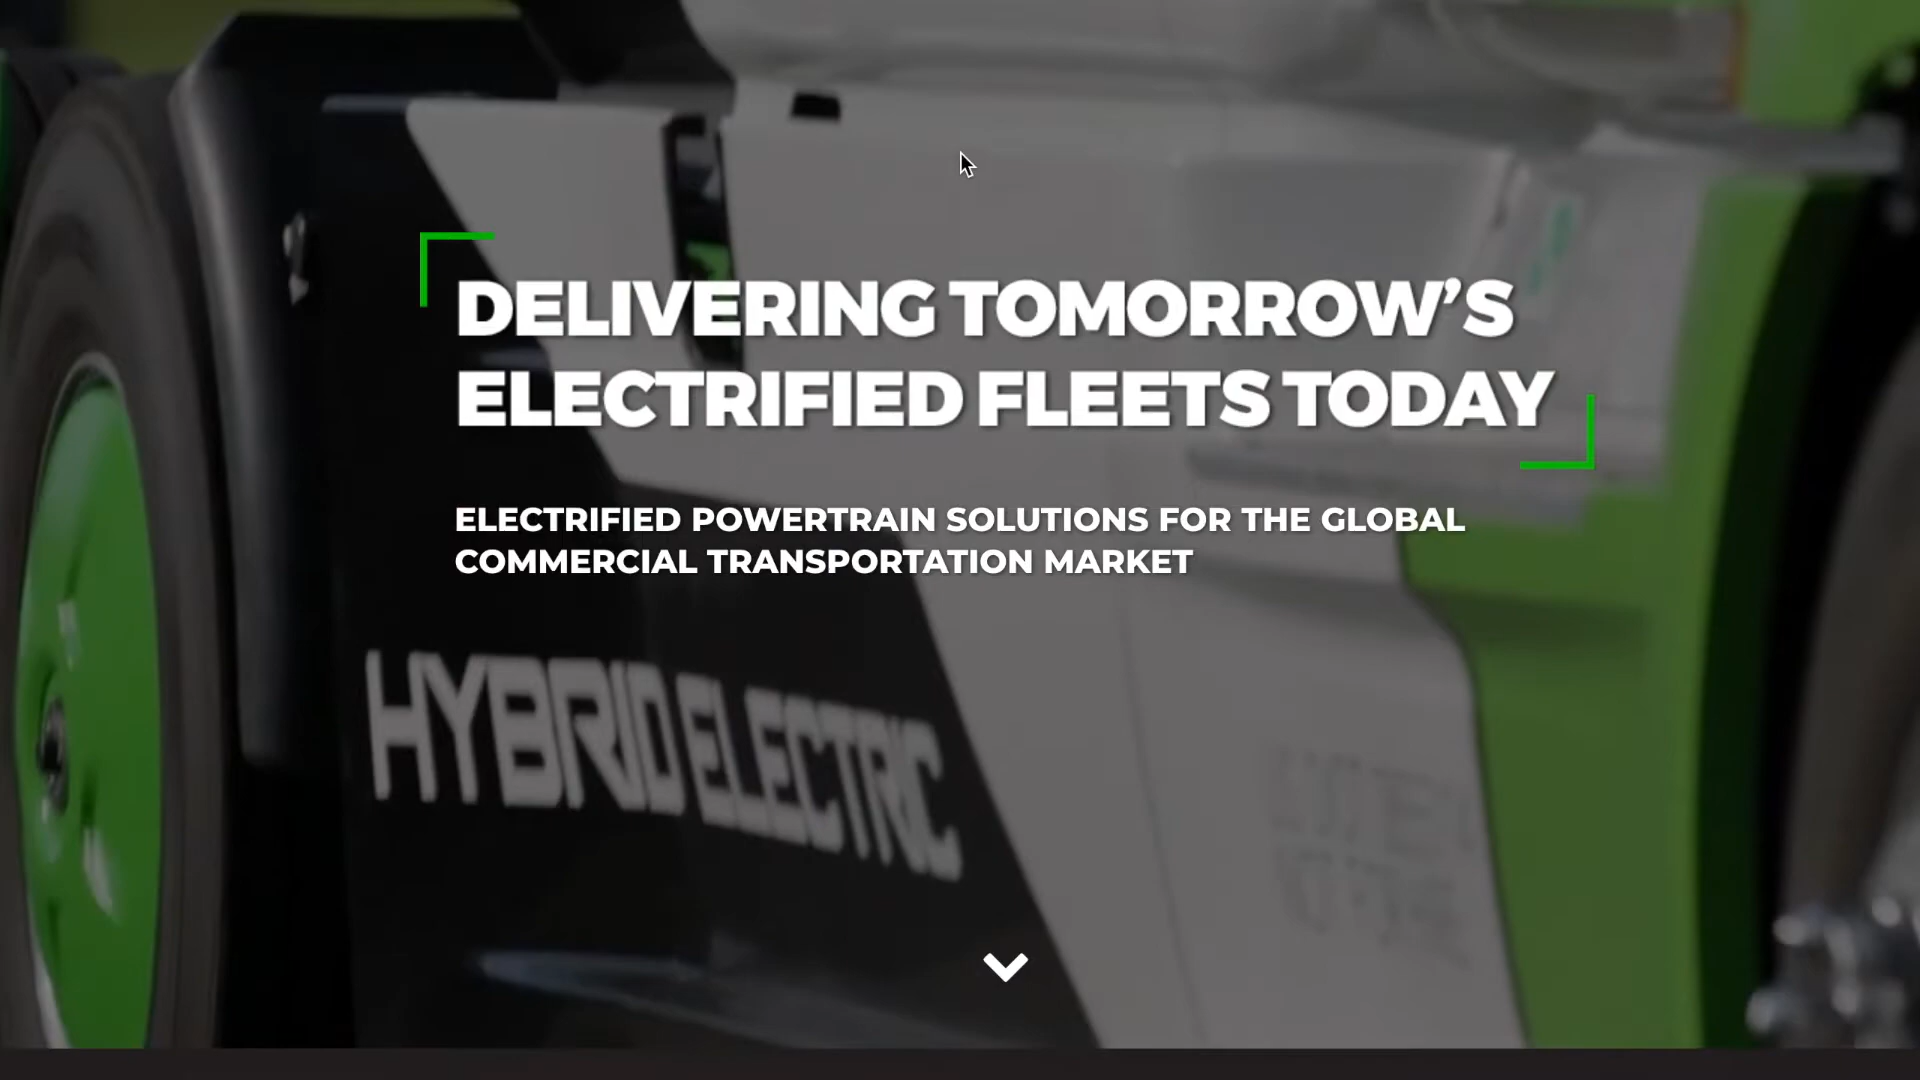 DELIVERING TOMORROW’S
ELECTRIFIED FLEETS TODAY
ELECTRIFIED POWERTRAIN SOLUTIONS FOR THE GLOBAL
COMMERCIAL TRANSPORTATION MARKET
HYBRID ELECTRIC